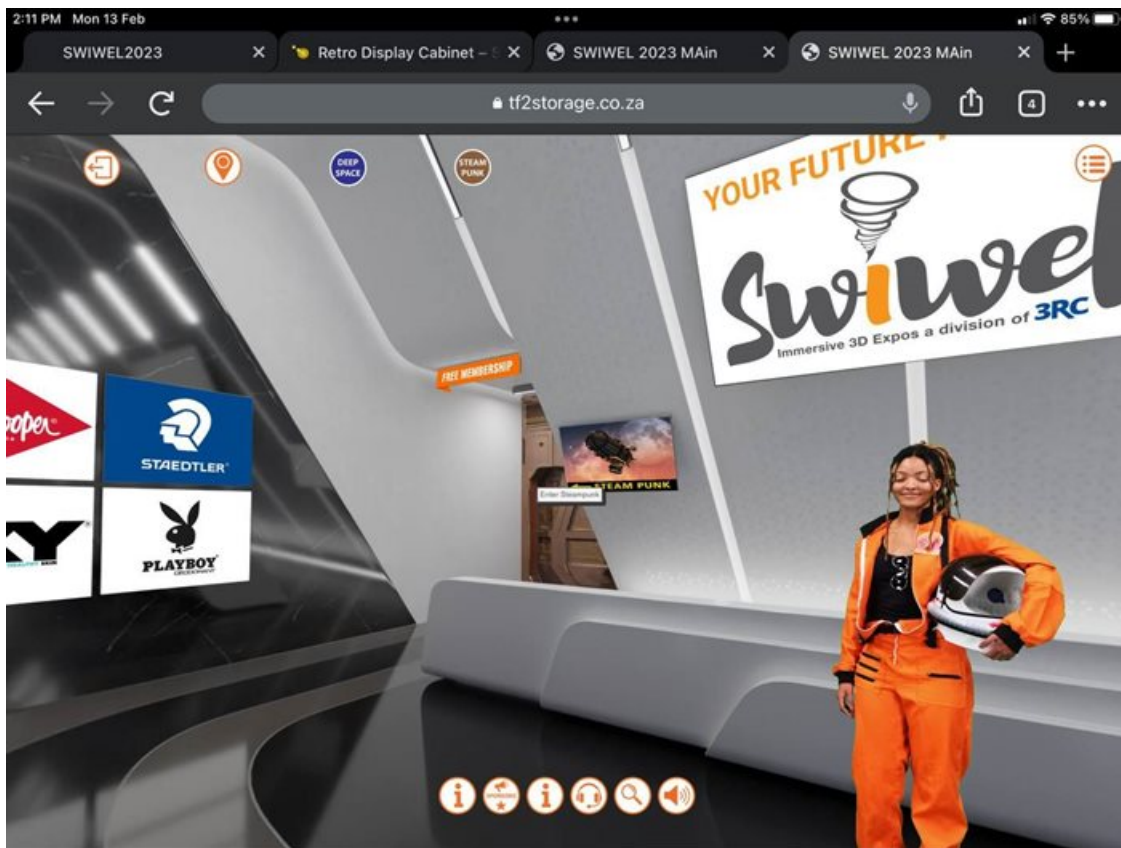 2:11 PM Mon 13 Feb
85%
SWIWEL2023
Retro Display Cabinet –
SWIWEL 2023 MAin
SWIWEL 2023 MAin
tf2storage.co.za
4
DEEP
SPACE
STEAM
PUNK
YOUR FUTURE
Swiwel
Immersive 3D Expos a division of 3RC
FREE MEMBERSHIP
STEAM PUNK
Enter Steampunk
STAEDTLER
PLAYBOY
SPONSORS